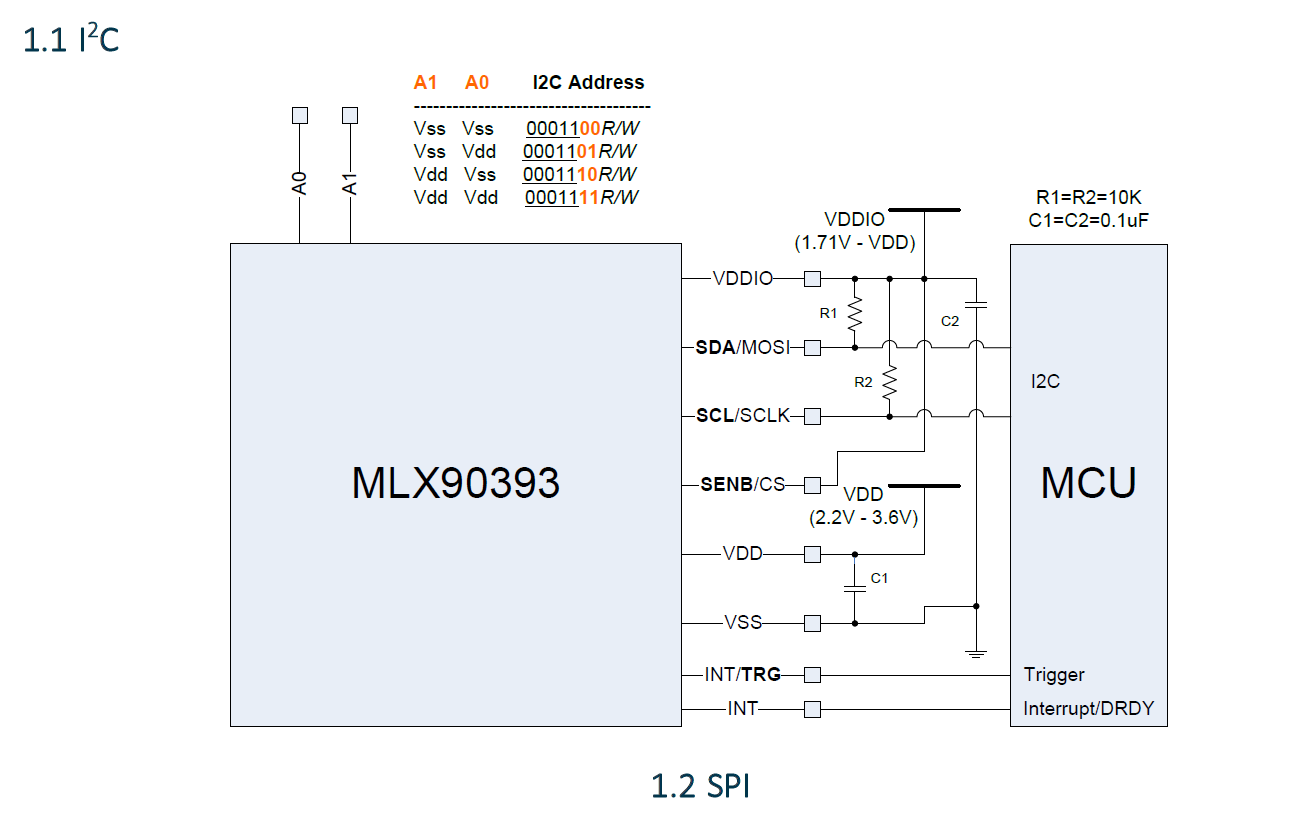 1.1 I²C
A1 A0 I2C Address
-------------------------------------
Vss Vss 0001100R/W
Vss Vdd 0001101R/W
Vdd Vss 0001110R/W
Vdd Vdd 0001111R/W
A0
A1
R1=R2=10K
C1=C2=0.1uF
VDDIO
(1.71V - VDD)
VDDIO
R1
C2
SDA/MOSI
R2
I2C
SCL/SCLK
MLX90393
MCU
SENB/CS
VDD
(2.2V - 3.6V)
VDD
C1
VSS
INT/TRG
Trigger
INT
Interrupt/DRDY
1.2 SPI